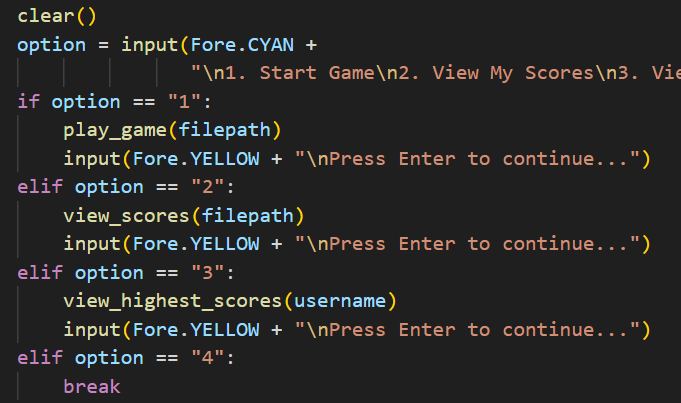 clear()
option = input(Fore.CYAN +
"\n1. Start Game\n2. View My Scores\n3. Vie
if option == "1":
play_game(filepath)
input(Fore.YELLOW + "\nPress Enter to continue...")
elif option == "2":
view_scores(filepath)
input(Fore.YELLOW + "\nPress Enter to continue...")
elif option == "3":
view_highest_scores(username)
input(Fore.YELLOW + "\nPress Enter to continue...")
elif option == "4":
break